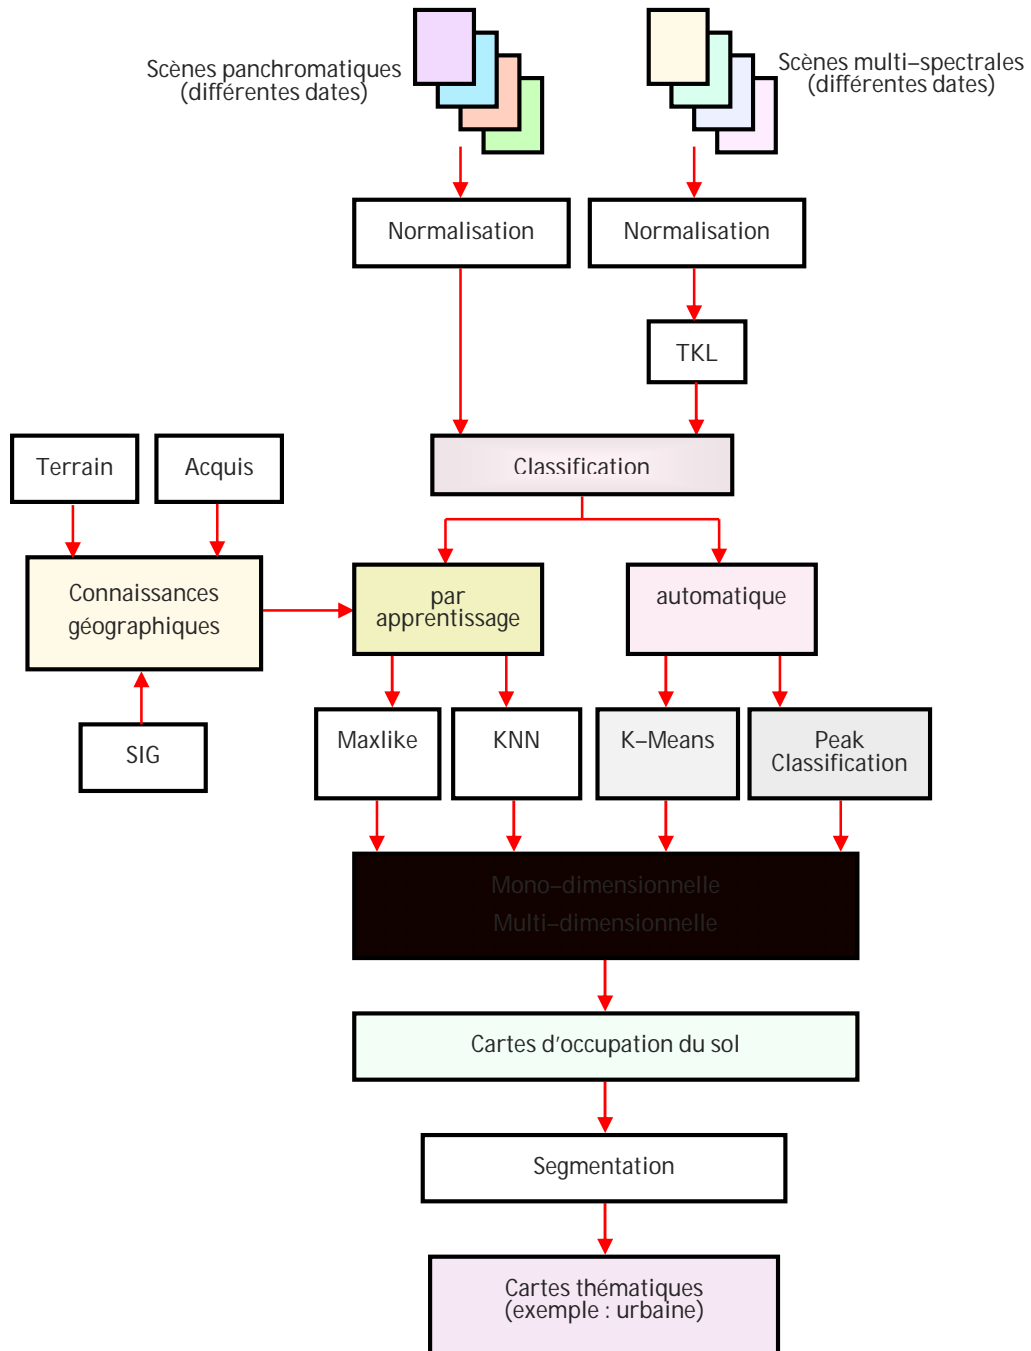 Scènes panchromatiques
(différentes dates)
Scènes multi–spectrales
(différentes dates)
Normalisation
Normalisation
TKL
Terrain
Acquis
Classification
Connaissances
géographiques
par
apprentissage
automatique
SIG
Maxlike
KNN
K–Means
Peak
Classification
Mono–dimensionnelle
Multi–dimensionnelle
Cartes d'occupation du sol
Segmentation
Cartes thématiques
(exemple : urbaine)